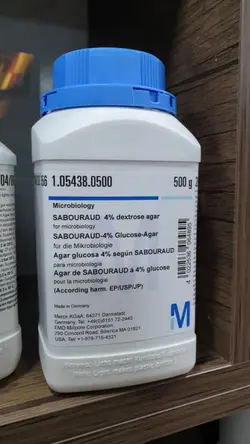 1.05438.0500 500 g
Microbiology
SABOURAUD 4% dextrose agar
for microbiology
SABOURAUD-4% Glucose-Agar
für die Mikrobiologie
Agar glucosa 4% según SABOURAUD
para microbiología
Agar de SABOURAUD à 4% glucose
pour la microbiologie
(According harm. EP/USP/JP)
Made in Germany
Merck KGaA, 64271 Darmstadt
Germany, Tel. +49(0)6151 72-2440
EMD Millipore Corporation
290 Concord Road, Billerica MA 01821
USA, Tel. +1-978-715-4321
M